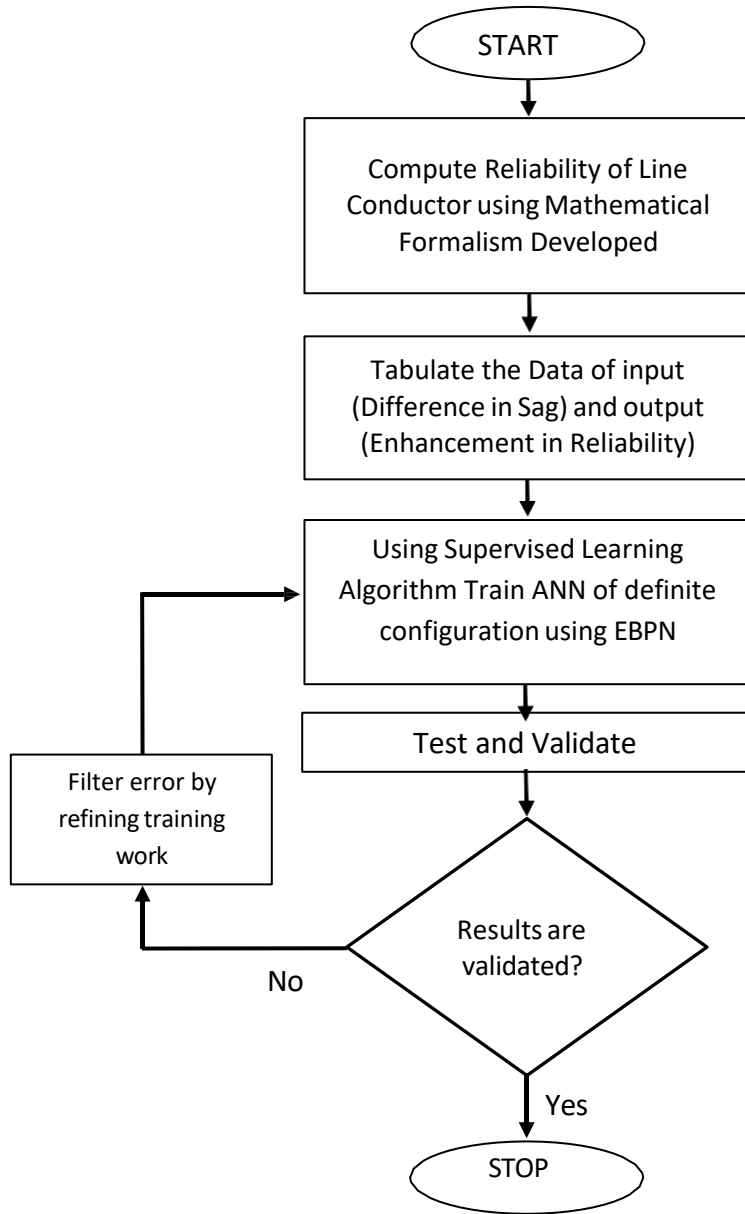 START
Compute Reliability of Line
Conductor using Mathematical
Formalism Developed
Tabulate the Data of input
(Difference in Sag) and output
(Enhancement in Reliability)
Using Supervised Learning
Algorithm Train ANN of definite
configuration using EBPN
Test and Validate
Filter error by
refining training
work
Results are
validated?
No
Yes
STOP